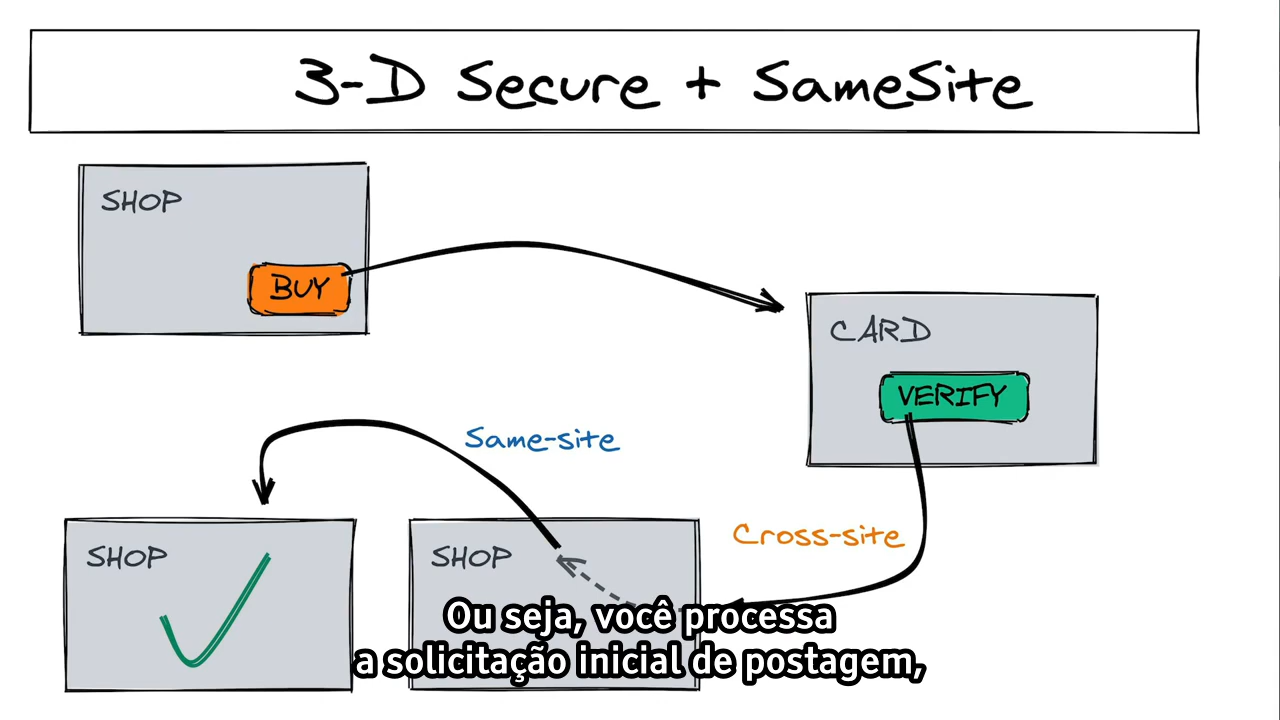 3-D Secure + SameSite
SHOP
BUY
CARD
VERIFY
Same-site
Cross-site
SHOP
SHOP
Ou seja, você processa
a solicitação inicial de postagem,